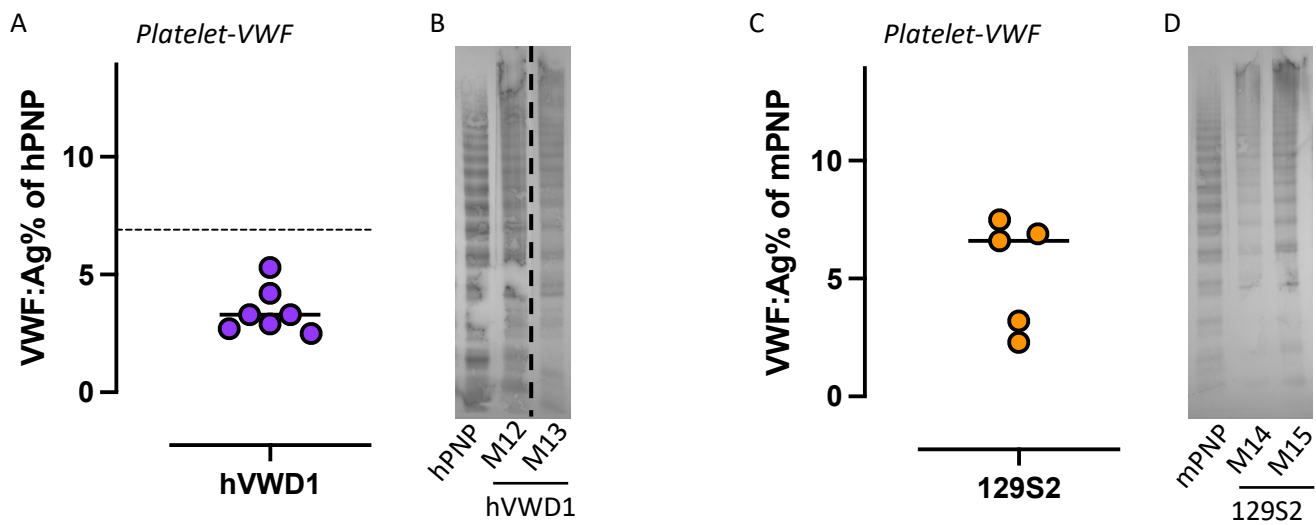 A
Platelet-VWF
VWF:Ag% of hPNP
10
5
0
hVWD1
B
hPNP
M12
M13
hVWD1
C
Platelet-VWF
VWF:Ag% of mPNP
10
5
0
129S2
D
mPNP
M14
M15
129S2